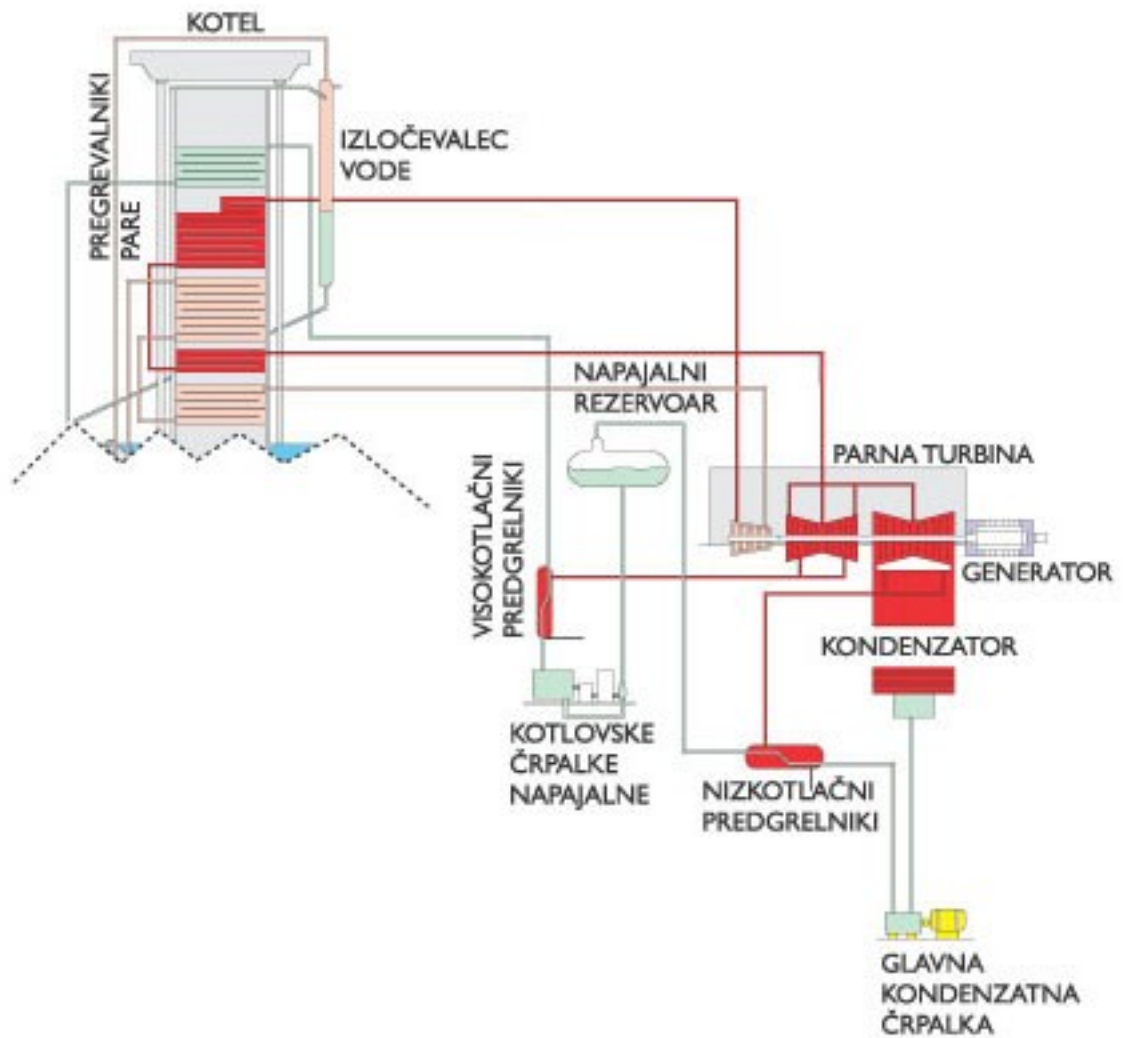 KOTEL
IZLOČEVALEC
VODE
PREGREVALNIKI
PARE
NAPAJALNI
REZERVOAR
PARNA TURBINA
VISOKOTLAČNI
PREDGRELNIKI
GENERATOR
KONDENZATOR
KOTLOVSKE
ČRPALKE
NAPAJALNE
NIZKOTLAČNI
PREDGRELNIKI
GLAVNA
KONDENZATNA
ČRPALKA